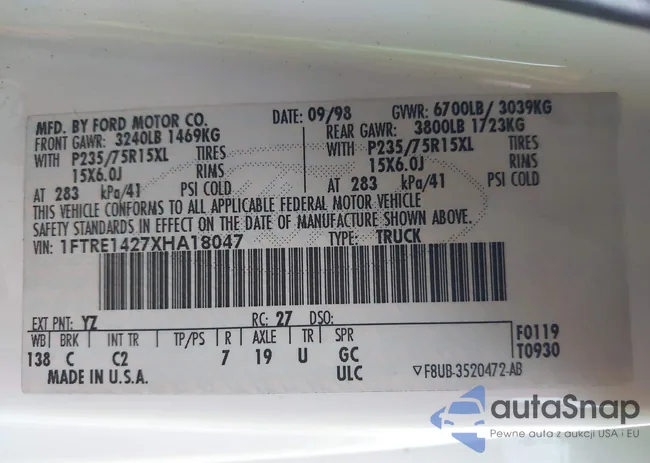 MFD. BY FORD MOTOR CO. DATE: 09/98 GVWR: 6700LB/ 3039KG
FRONT GAWR: 3240LB 1469KG REAR GAWR: 3800LB 1723KG
WITH P235/75R15XL TIRES WITH P235/75R15XL TIRES
15X6.0J RIMS 15X6.0J RIMS
AT 283 kPa/41 PSI COLD AT 283 kPa/41 PSI COLD
THIS VEHICLE CONFORMS TO ALL APPLICABLE FEDERAL MOTOR VEHICLE
SAFETY STANDARDS IN EFFECT ON THE DATE OF MANUFACTURE SHOWN ABOVE.
VIN: 1FTRE1427XHA18047 TYPE: TRUCK
EXT PNT: YZ RC: 27 DSO:
WB BRK INT TR TP/PS R AXLE TR SPR F0119
138 C C2 7 19 U GC T0930
ULC
MADE IN U.S.A. ▽F8UB-3520472-AB
autaSnap
Pewne auta z aukcji USA i EU